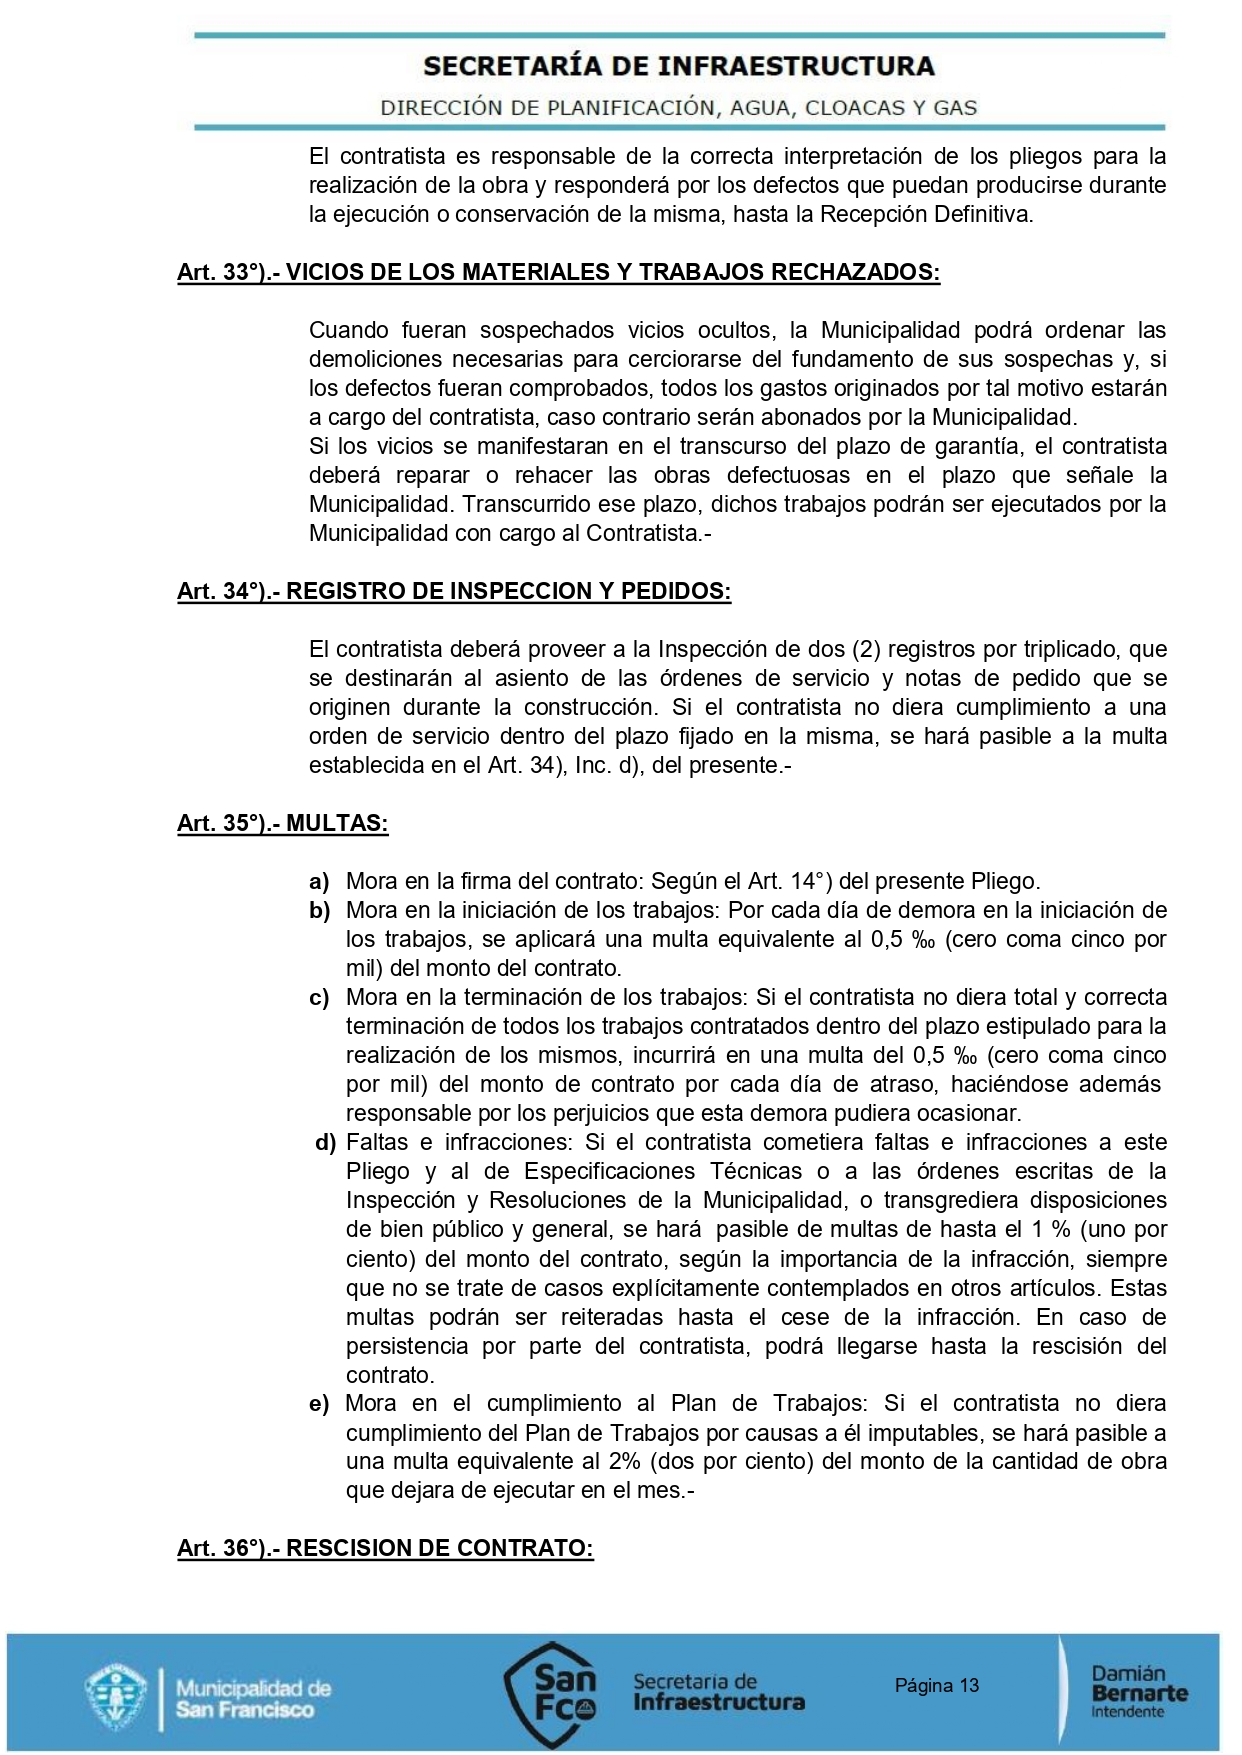 SECRETARÍA DE INFRAESTRUCTURA
DIRECCIÓN DE PLANIFICACIÓN, AGUA, CLOACAS Y GAS
El contratista es responsable de la correcta interpretación de los pliegos para la
realización de la obra y responderá por los defectos que puedan producirse durante
la ejecución o conservación de la misma, hasta la Recepción Definitiva.
Art. 33°).- VICIOS DE LOS MATERIALES Y TRABAJOS RECHAZADOS:
Cuando fueran sospechados vicios ocultos, la Municipalidad podrá ordenar las
demoliciones necesarias para cerciorarse del fundamento de sus sospechas y, si
los defectos fueran comprobados, todos los gastos originados por tal motivo estarán
a cargo del contratista, caso contrario serán abonados por la Municipalidad.
Si los vicios se manifestaran en el transcurso del plazo de garantía, el contratista
deberá reparar o rehacer las obras defectuosas en el plazo que señale la
Municipalidad. Transcurrido ese plazo, dichos trabajos podrán ser ejecutados por la
Municipalidad con cargo al Contratista.-
Art. 34°).- REGISTRO DE INSPECCION Y PEDIDOS:
El contratista deberá proveer a la Inspección de dos (2) registros por triplicado, que
se destinarán al asiento de las órdenes de servicio y notas de pedido que se
originen durante la construcción. Si el contratista no diera cumplimiento a una
orden de servicio dentro del plazo fijado en la misma, se hará pasible a la multa
establecida en el Art. 34), Inc. d), del presente.-
Art. 35°).- MULTAS:
a) Mora en la firma del contrato: Según el Art. 14°) del presente Pliego.
b) Mora en la iniciación de los trabajos: Por cada día de demora en la iniciación de
los trabajos, se aplicará una multa equivalente al 0,5 ‰ (cero coma cinco por
mil) del monto del contrato.
c) Mora en la terminación de los trabajos: Si el contratista no diera total y correcta
terminación de todos los trabajos contratados dentro del plazo estipulado para la
realización de los mismos, incurrirá en una multa del 0,5 ‰ (cero coma cinco
por mil) del monto de contrato por cada día de atraso, haciéndose además
responsable por los perjuicios que esta demora pudiera ocasionar.
d) Faltas e infracciones: Si el contratista cometiera faltas e infracciones a este
Pliego y al de Especificaciones Técnicas o a las órdenes escritas de la
Inspección y Resoluciones de la Municipalidad, o transgrediera disposiciones
de bien público y general, se hará pasible de multas de hasta el 1 % (uno por
ciento) del monto del contrato, según la importancia de la infracción, siempre
que no se trate de casos explícitamente contemplados en otros artículos. Estas
multas podrán ser reiteradas hasta el cese de la infracción. En caso de
persistencia por parte del contratista, podrá llegarse hasta la rescisión del
contrato.
e) Mora en el cumplimiento al Plan de Trabajos: Si el contratista no diera
cumplimiento del Plan de Trabajos por causas a él imputables, se hará pasible a
una multa equivalente al 2% (dos por ciento) del monto de la cantidad de obra
que dejara de ejecutar en el mes.-
Art. 36°).- RESCISION DE CONTRATO:
Municipalidad de
San Francisco
San
Fco
Secretaría de
Infraestructura
Página 13
Damián
Bernarte
Intendente